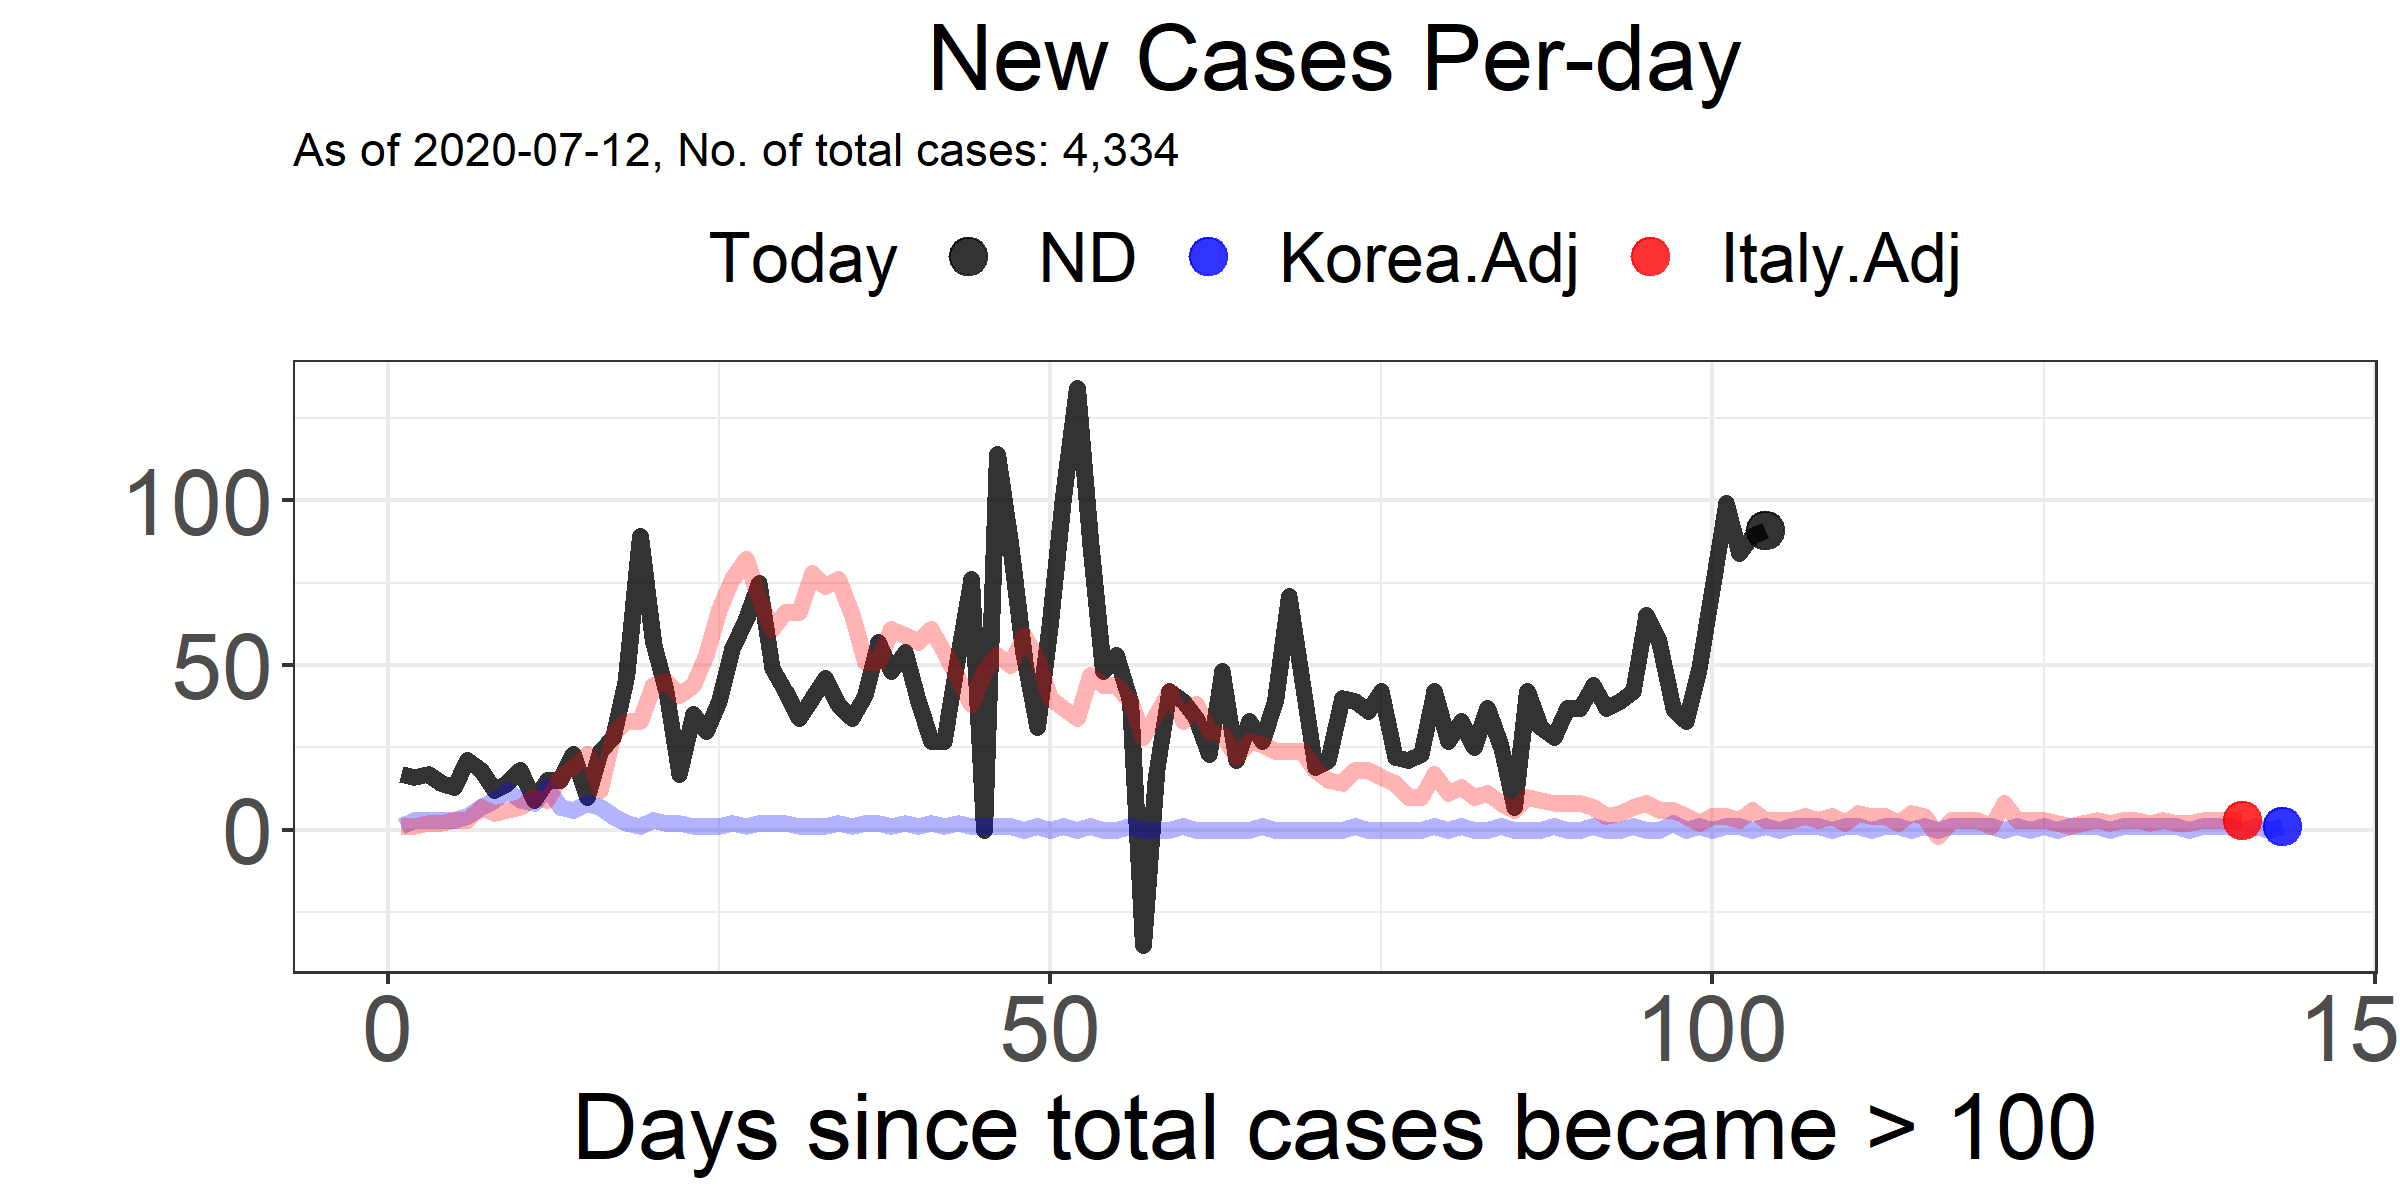 New Cases Per-day
As of 2020-07-12, No. of total cases: 4,334
Today ND Korea.Adj Italy.Adj
100
50
0
0 50 100 15
Days since total cases became > 100